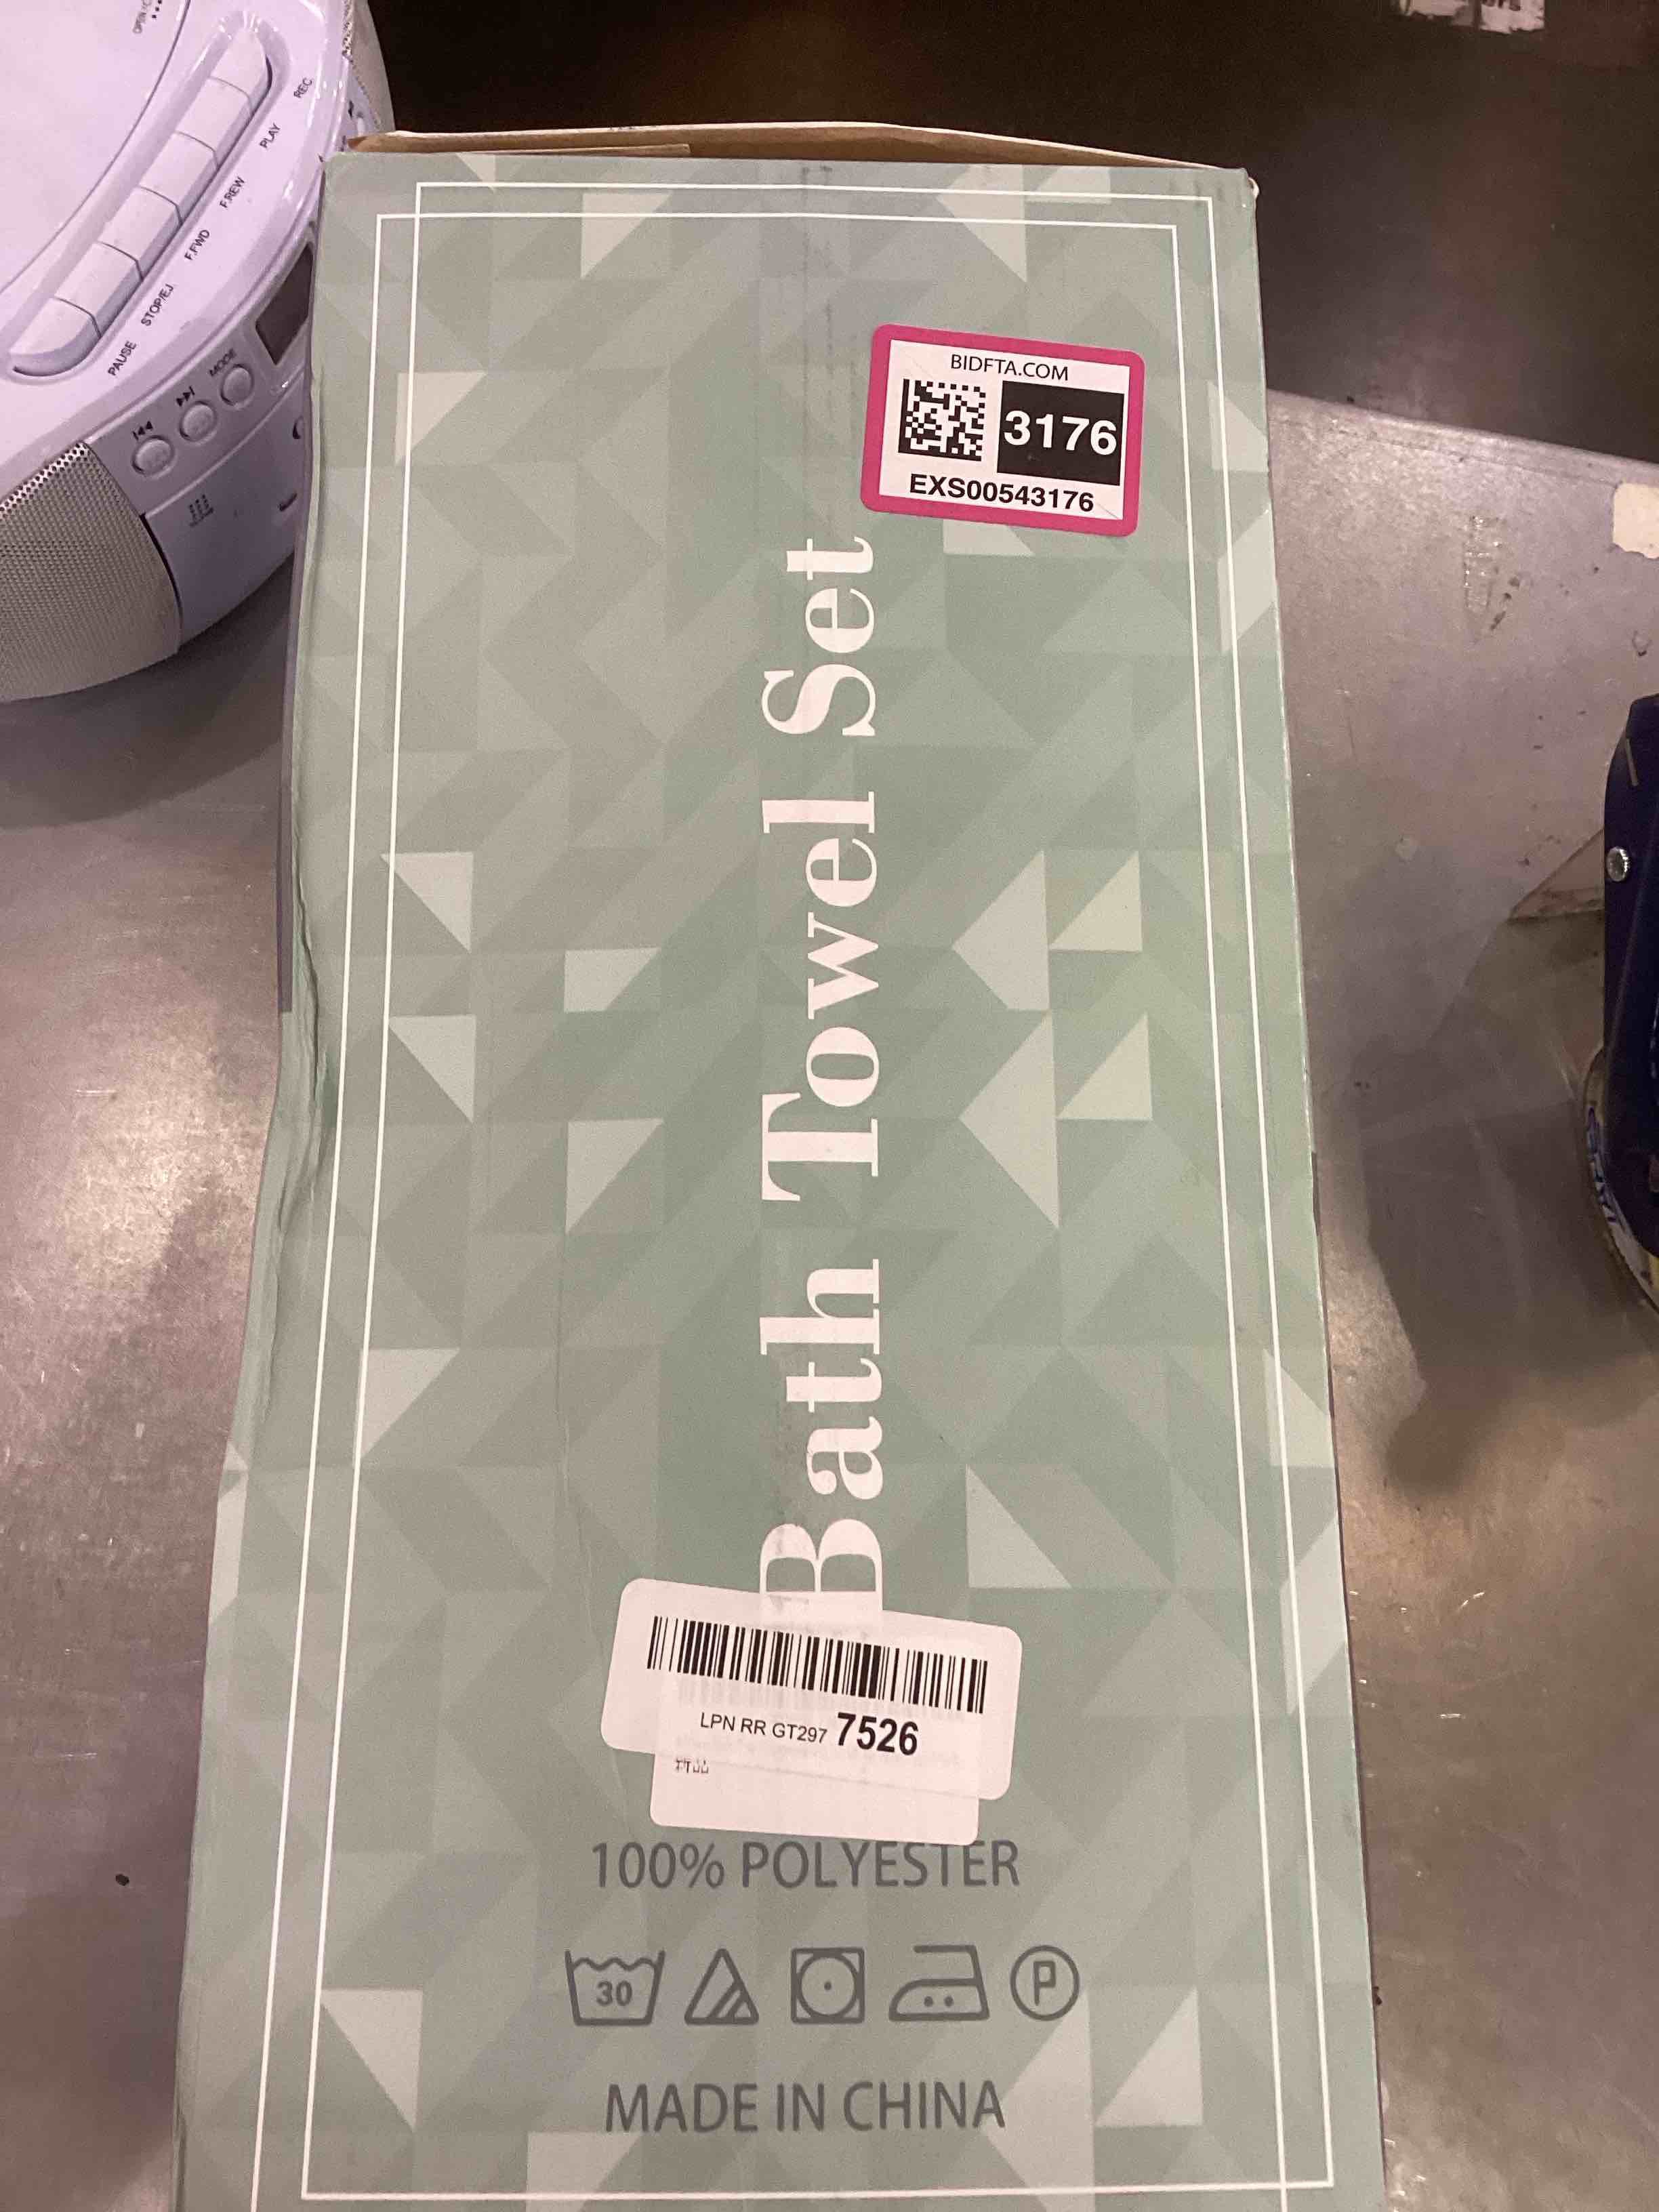 REC
PLAY
F.REW
F.FWD
STOP/EJ
PAUSE
MODE
BIDFTA.COM
3176
EXS00543176
Bath Towel Set
LPN RR GT297 7526
100% POLYESTER
30
P
MADE IN CHINA